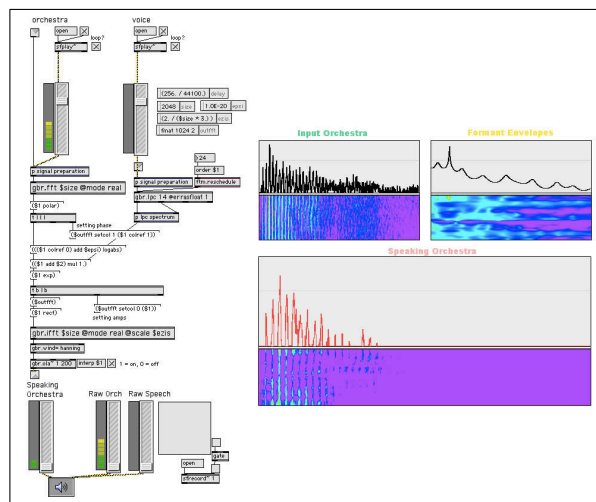 orchestra
voice
open
loop?
sfplay~
open
loop?
sfplay~
(256. / 44100.) delay
2048 size
1.0E-20 epsi
(2. / ($size * 3.) ) ezis
fmat 1024 2 outfft
24
order $1
p signal preparation
p signal preparation
ftm.reschedule
gbr.fft $size @mode real
gbr.lpc 14 @errasfloat 1
($1 polar)
p lpc spectrum
t l l l
setting phase
($outfft setcol 1 ($1 colref 1))
((($1 colref 0) add $epsi) logabs)
(($1 add $2) mul 1.)
($1 exp)
t b l b
($outfft)
($outfft setcol 0 ($1))
($1 rect)
setting amps
gbr.ifft $size @mode real @scale $ezis
gbr.wind= hanning
gbr.ola~ 1 200
interp $1
1 = on, 0 = off
Speaking
Orchestra
Raw Orch
Raw Speech
gate
open
sfrecord~ 1
Input Orchestra
Formant Envelopes
Speaking Orchestra